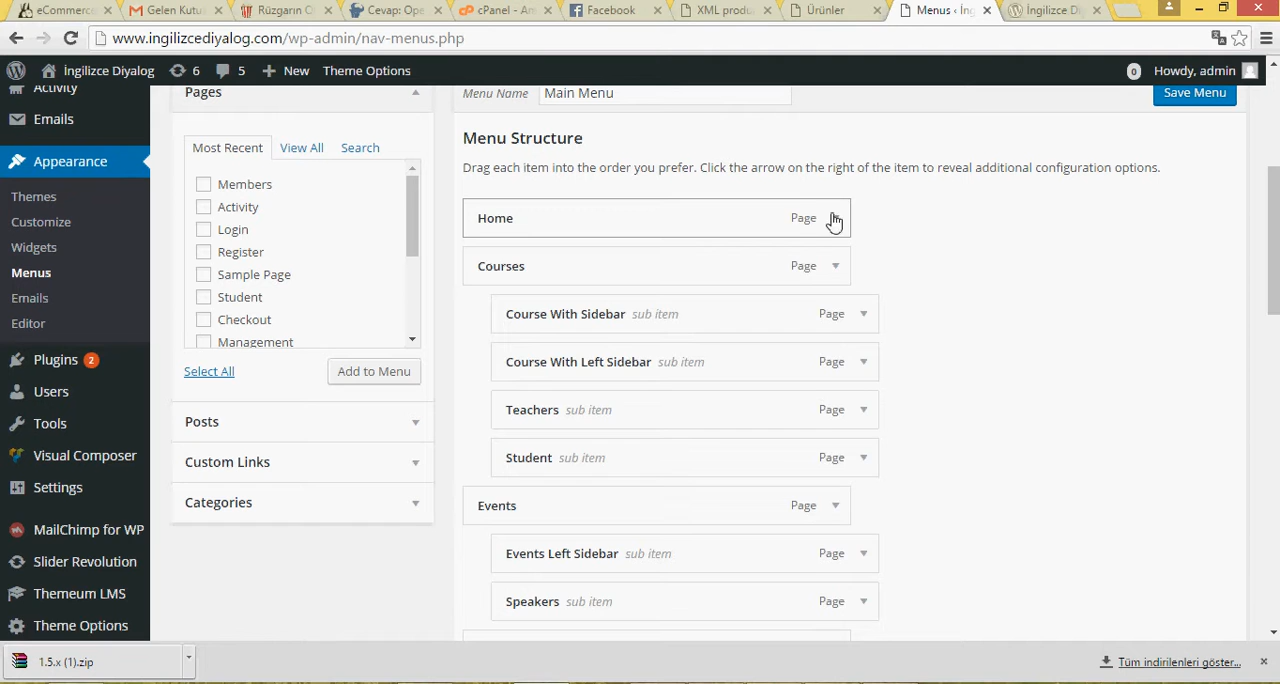 eCommerc
Gelen Kutu
Rüzgarın O
Cevap: Ope
cPanel - Am
Facebook
XML prod
Ürünler
Menus ‹ İng
İngilizce Di
www.ingilizcediyalog.com/wp-admin/nav-menus.php
İngilizce Diyalog
6
5
New
Theme Options
0
Howdy, admin
Activity
Emails
Appearance
Themes
Customize
Widgets
Menus
Emails
Editor
Plugins 2
Users
Tools
Visual Composer
Settings
MailChimp for WP
Slider Revolution
Themeum LMS
Theme Options
Pages
Most Recent
View All
Search
Members
Activity
Login
Register
Sample Page
Student
Checkout
Management
Select All
Add to Menu
Posts
Custom Links
Categories
Menu Name
Main Menu
Save Menu
Menu Structure
Drag each item into the order you prefer. Click the arrow on the right of the item to reveal additional configuration options.
Home Page
Courses Page
Course With Sidebar sub item Page
Course With Left Sidebar sub item Page
Teachers sub item Page
Student sub item Page
Events Page
Events Left Sidebar sub item Page
Speakers sub item Page
1.5.x (1).zip
Tüm indirilenleri göster...